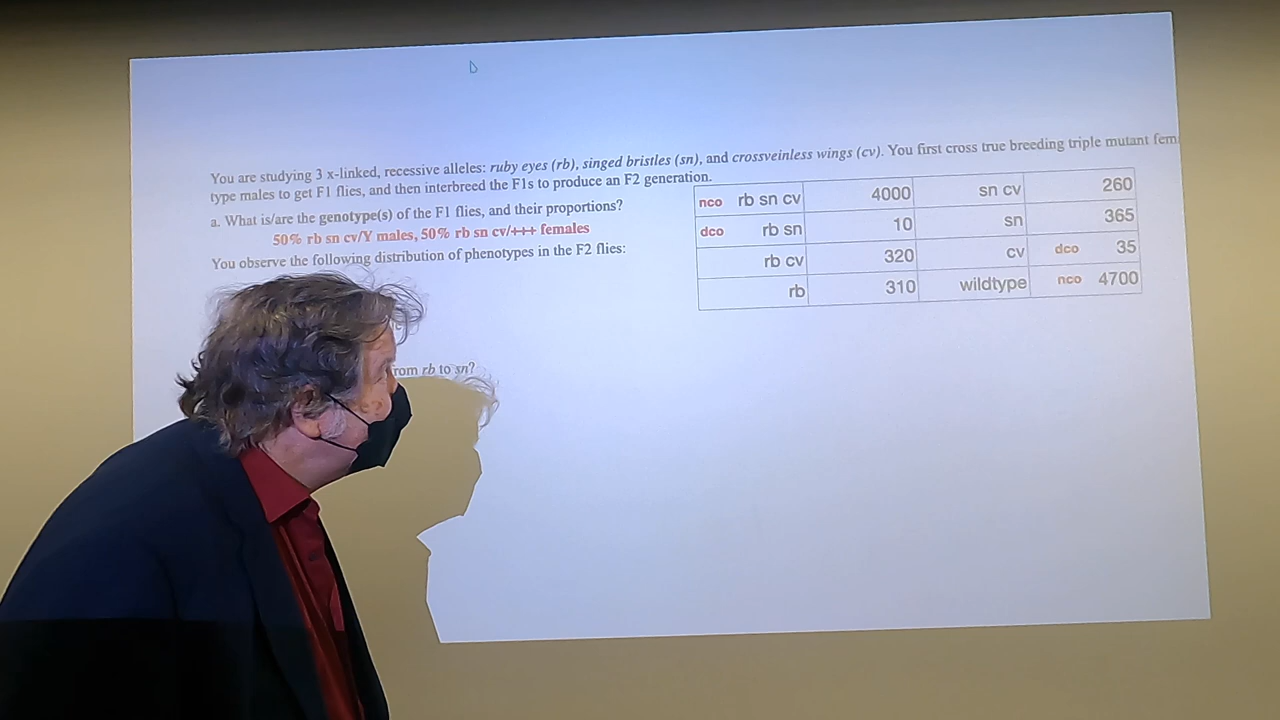 You are studying 3 x-linked, recessive alleles: ruby eyes (rb), singed bristles (sn), and crossveinless wings (cv). You first cross true breeding triple mutant fem
type males to get F1 flies, and then interbreed the F1s to produce an F2 generation.
a. What is/are the genotype(s) of the F1 flies, and their proportions?
50% rb sn cv/Y males, 50% rb sn cv/+++ females
You observe the following distribution of phenotypes in the F2 flies:
nco rb sn cv 4000 sn cv 260
dco rb sn 10 sn 365
rb cv 320 cv dco 35
rb 310 wildtype nco 4700
rom rb to sn?